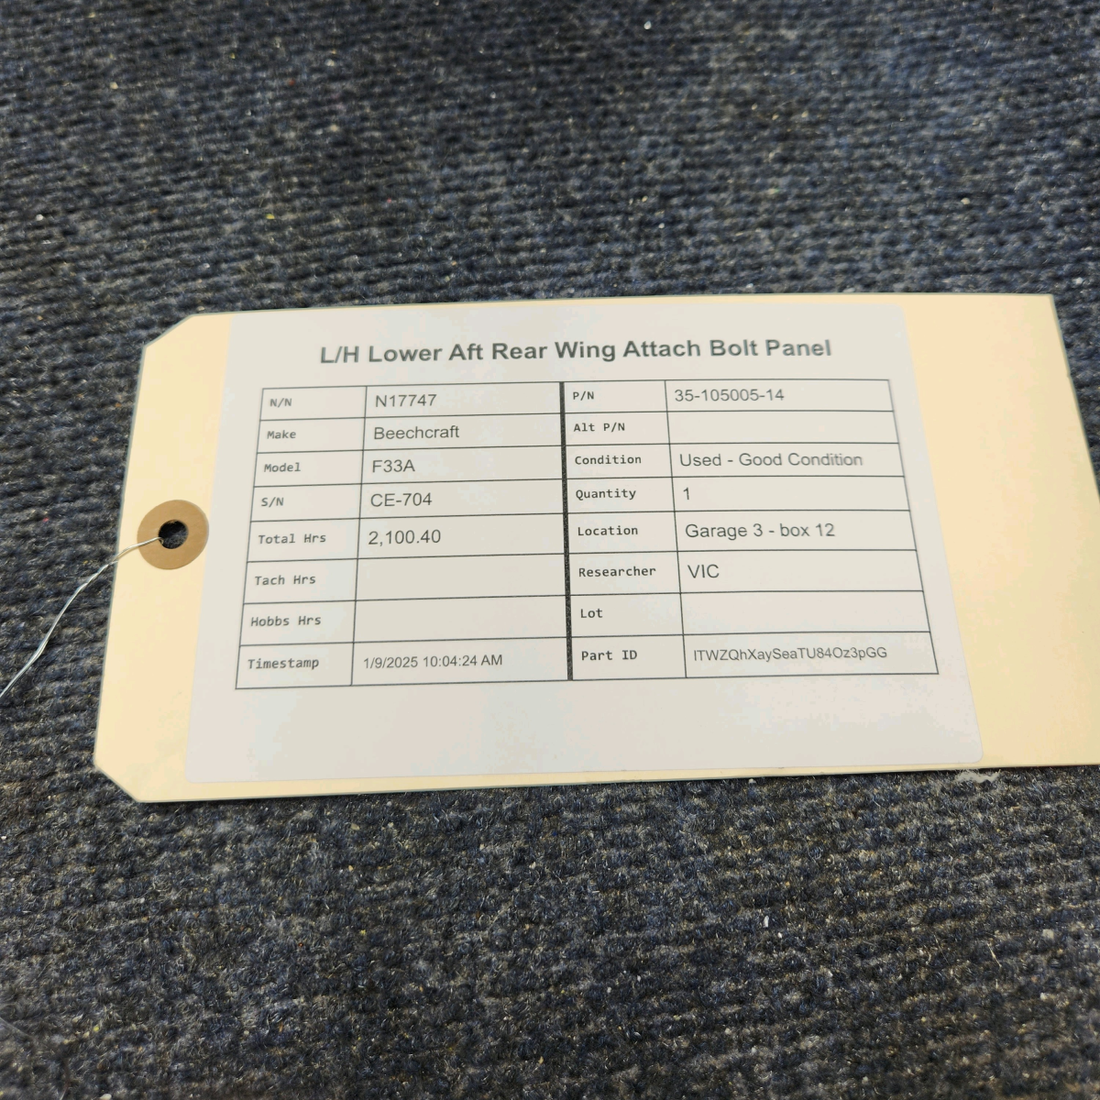 L/H Lower Aft Rear Wing Attach Bolt Panel
N/N N17747 P/N 35-105005-14
Make Beechcraft Alt P/N
Model F33A Condition Used - Good Condition
S/N CE-704 Quantity 1
Total Hrs 2,100.40 Location Garage 3 - box 12
Tach Hrs Researcher VIC
Hobbs Hrs Lot
Timestamp 1/9/2025 10:04:24 AM Part ID ITWZQhXaySeaTU84Oz3pGG